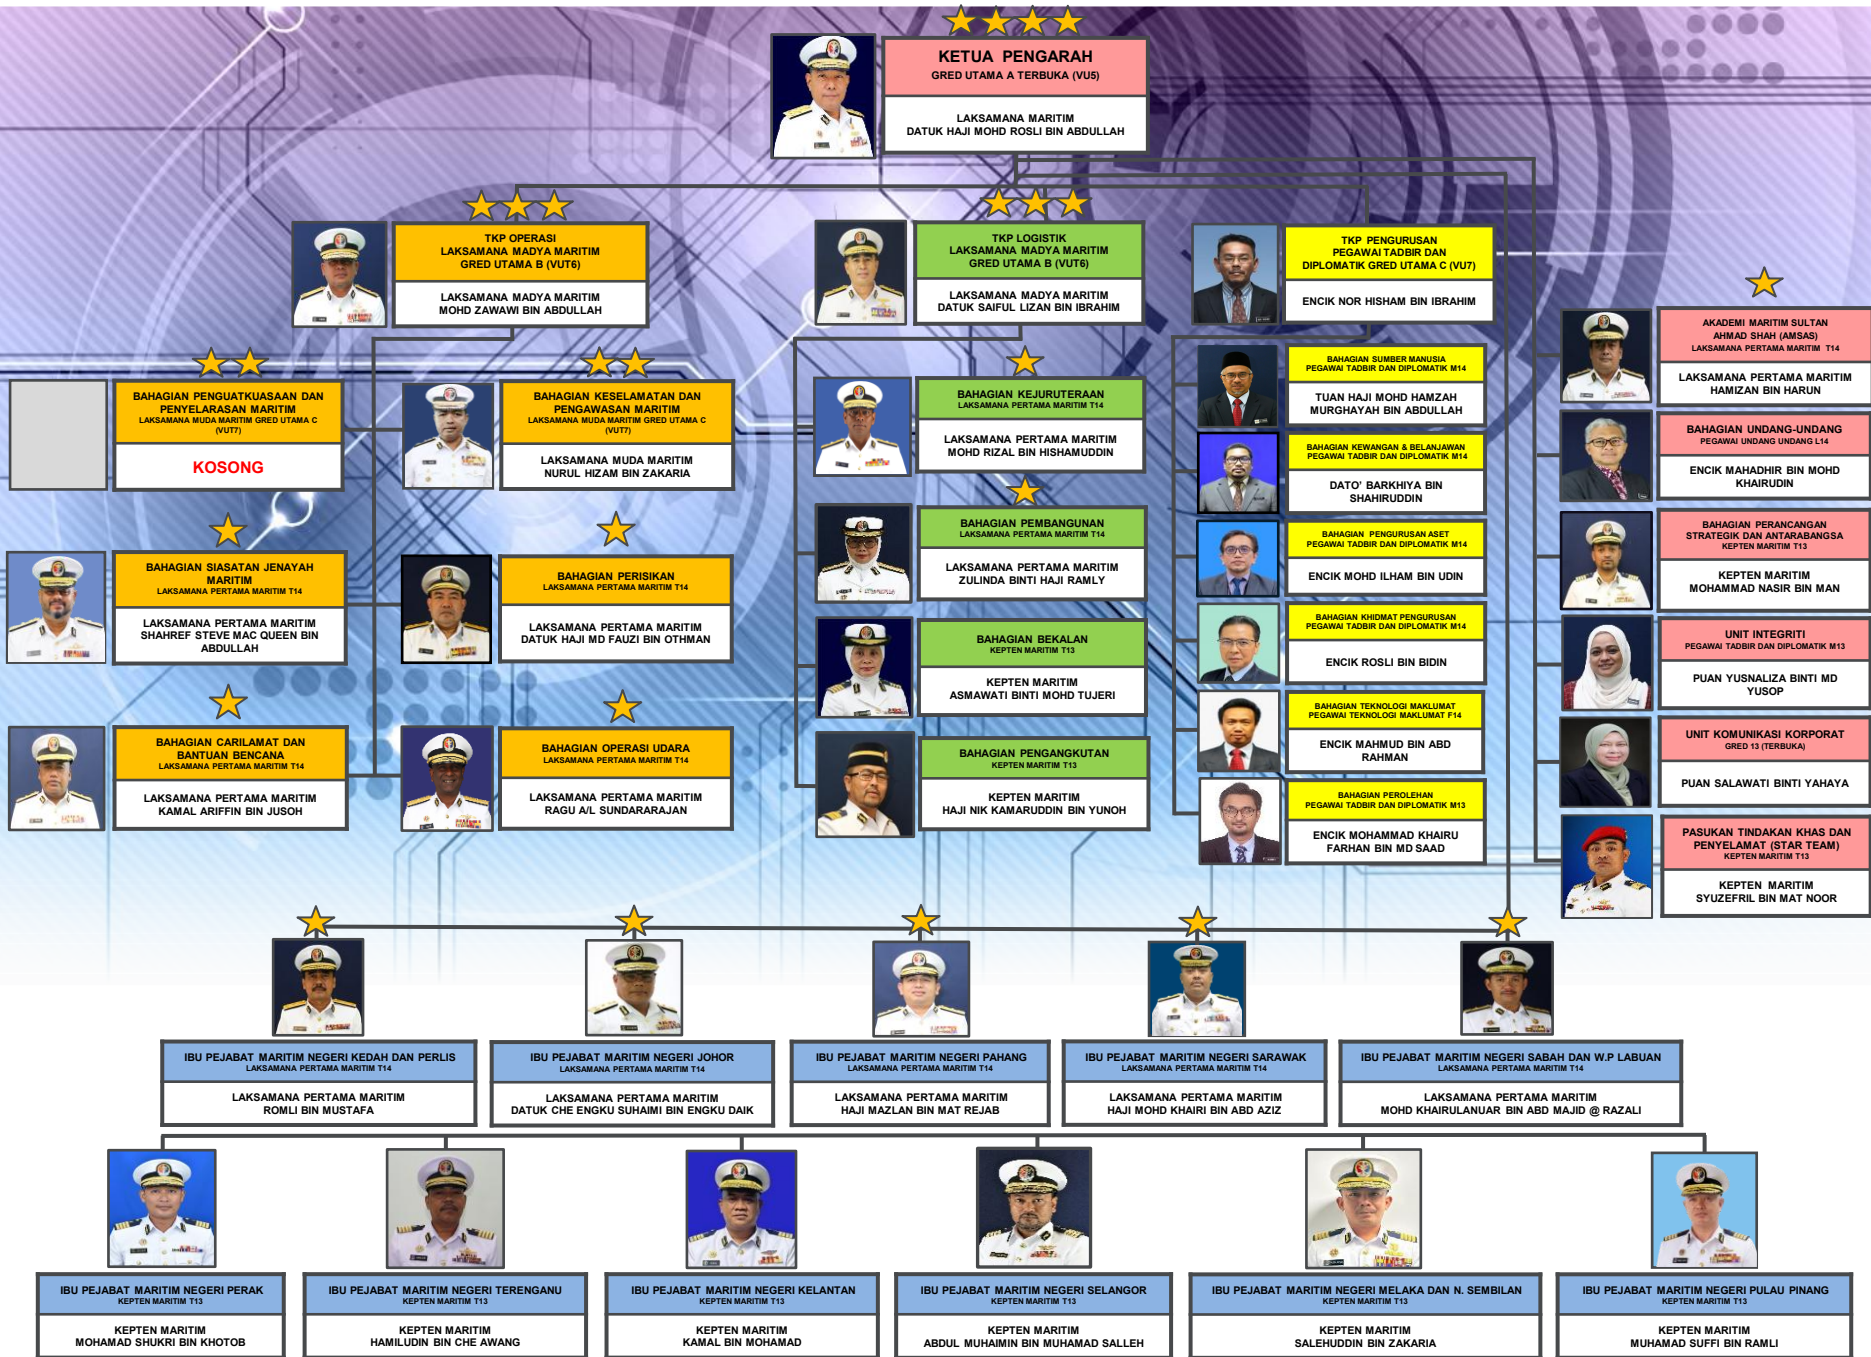 KETUA PENGARAH
GRED UTAMA A TERBUKA (VU5)
LAKSAMANA MARITIM
DATUK HAJI MOHD ROSLI BIN ABDULLAH
TKP OPERASI
LAKSAMANA MADYA MARITIM
GRED UTAMA B (VUT6)
LAKSAMANA MADYA MARITIM
MOHD ZAWAWI BIN ABDULLAH
TKP LOGISTIK
LAKSAMANA MADYA MARITIM
GRED UTAMA B (VUT6)
LAKSAMANA MADYA MARITIM
DATUK SAIFUL LIZAN BIN IBRAHIM
TKP PENGURUSAN
PEGAWAI TADBIR DAN
DIPLOMATIK GRED UTAMA C (VU7)
ENCIK NOR HISHAM BIN IBRAHIM
BAHAGIAN PENGUATKUASAAN DAN
PENYELARASAN MARITIM
LAKSAMANA MUDA MARITIM GRED UTAMA C
(VUT7)
KOSONG
BAHAGIAN KESELAMATAN DAN
PENGAWASAN MARITIM
LAKSAMANA MUDA MARITIM GRED UTAMA C
(VUT7)
LAKSAMANA MUDA MARITIM
NURUL HIZAM BIN ZAKARIA
BAHAGIAN SIASATAN JENAYAH
MARITIM
LAKSAMANA PERTAMA MARITIM T14
LAKSAMANA PERTAMA MARITIM
SHAHREF STEVE MAC QUEEN BIN
ABDULLAH
BAHAGIAN PERISIKAN
LAKSAMANA PERTAMA MARITIM T14
LAKSAMANA PERTAMA MARITIM
DATUK HAJI MD FAUZI BIN OTHMAN
BAHAGIAN CARILAMAT DAN
BANTUAN BENCANA
LAKSAMANA PERTAMA MARITIM T14
LAKSAMANA PERTAMA MARITIM
KAMAL ARIFFIN BIN JUSOH
BAHAGIAN OPERASI UDARA
LAKSAMANA PERTAMA MARITIM T14
LAKSAMANA PERTAMA MARITIM
RAGU A/L SUNDARARAJAN
BAHAGIAN KEJURUTERAAN
LAKSAMANA PERTAMA MARITIM T14
LAKSAMANA PERTAMA MARITIM
MOHD RIZAL BIN HISHAMUDDIN
BAHAGIAN PEMBANGUNAN
LAKSAMANA PERTAMA MARITIM T14
LAKSAMANA PERTAMA MARITIM
ZULINDA BINTI HAJI RAMLY
BAHAGIAN BEKALAN
KEPTEN MARITIM T13
KEPTEN MARITIM
ASMAWATI BINTI MOHD TUJERI
BAHAGIAN PENGANGKUTAN
KEPTEN MARITIM T13
KEPTEN MARITIM
HAJI NIK KAMARUDDIN BIN YUNOH
BAHAGIAN SUMBER MANUSIA
PEGAWAI TADBIR DAN DIPLOMATIK M14
TUAN HAJI MOHD HAMZAH
MURGHAYAH BIN ABDULLAH
BAHAGIAN KEWANGAN & BELANJAWAN
PEGAWAI TADBIR DAN DIPLOMATIK M14
DATO' BARKHIYA BIN
SHAHIRUDDIN
BAHAGIAN PENGURUSAN ASET
PEGAWAI TADBIR DAN DIPLOMATIK M14
ENCIK MOHD ILHAM BIN UDIN
BAHAGIAN KHIDMAT PENGURUSAN
PEGAWAI TADBIR DAN DIPLOMATIK M14
ENCIK ROSLI BIN BIDIN
BAHAGIAN TEKNOLOGI MAKLUMAT
PEGAWAI TEKNOLOGI MAKLUMAT F14
ENCIK MAHMUD BIN ABD
RAHMAN
BAHAGIAN PEROLEHAN
PEGAWAI TADBIR DAN DIPLOMATIK M13
ENCIK MOHAMMAD KHAIRU
FARHAN BIN MD SAAD
AKADEMI MARITIM SULTAN
AHMAD SHAH (AMSAS)
LAKSAMANA PERTAMA MARITIM T14
LAKSAMANA PERTAMA MARITIM
HAMIZAN BIN HARUN
BAHAGIAN UNDANG-UNDANG
PEGAWAI UNDANG UNDANG L14
ENCIK MAHADHIR BIN MOHD
KHAIRUDIN
BAHAGIAN PERANCANGAN
STRATEGIK DAN ANTARABANGSA
KEPTEN MARITIM T13
KEPTEN MARITIM
MOHAMMAD NASIR BIN MAN
UNIT INTEGRITI
PEGAWAI TADBIR DAN DIPLOMATIK M13
PUAN YUSNALIZA BINTI MD
YUSOP
UNIT KOMUNIKASI KORPORAT
GRED 13 (TERBUKA)
PUAN SALAWATI BINTI YAHAYA
PASUKAN TINDAKAN KHAS DAN
PENYELAMAT (STAR TEAM)
KEPTEN MARITIM T13
KEPTEN MARITIM
SYUZEFRIL BIN MAT NOOR
IBU PEJABAT MARITIM NEGERI KEDAH DAN PERLIS
LAKSAMANA PERTAMA MARITIM T14
LAKSAMANA PERTAMA MARITIM
ROMLI BIN MUSTAFA
IBU PEJABAT MARITIM NEGERI JOHOR
LAKSAMANA PERTAMA MARITIM T14
LAKSAMANA PERTAMA MARITIM
DATUK CHE ENGKU SUHAIMI BIN ENGKU DAIK
IBU PEJABAT MARITIM NEGERI PAHANG
LAKSAMANA PERTAMA MARITIM T14
LAKSAMANA PERTAMA MARITIM
HAJI MAZLAN BIN MAT REJAB
IBU PEJABAT MARITIM NEGERI SARAWAK
LAKSAMANA PERTAMA MARITIM T14
LAKSAMANA PERTAMA MARITIM
HAJI MOHD KHAIRI BIN ABD AZIZ
IBU PEJABAT MARITIM NEGERI SABAH DAN W.P LABUAN
LAKSAMANA PERTAMA MARITIM T14
LAKSAMANA PERTAMA MARITIM
MOHD KHAIRULANUAR BIN ABD MAJID @ RAZALI
IBU PEJABAT MARITIM NEGERI PERAK
KEPTEN MARITIM T13
KEPTEN MARITIM
MOHAMAD SHUKRI BIN KHOTOB
IBU PEJABAT MARITIM NEGERI TERENGANU
KEPTEN MARITIM T13
KEPTEN MARITIM
HAMILUDIN BIN CHE AWANG
IBU PEJABAT MARITIM NEGERI KELANTAN
KEPTEN MARITIM T13
KEPTEN MARITIM
KAMAL BIN MOHAMAD
IBU PEJABAT MARITIM NEGERI SELANGOR
KEPTEN MARITIM T13
KEPTEN MARITIM
ABDUL MUHAIMIN BIN MUHAMAD SALLEH
IBU PEJABAT MARITIM NEGERI MELAKA DAN N. SEMBILAN
KEPTEN MARITIM T13
KEPTEN MARITIM
SALEHUDDIN BIN ZAKARIA
IBU PEJABAT MARITIM NEGERI PULAU PINANG
KEPTEN MARITIM T13
KEPTEN MARITIM
MUHAMAD SUFFI BIN RAMLI